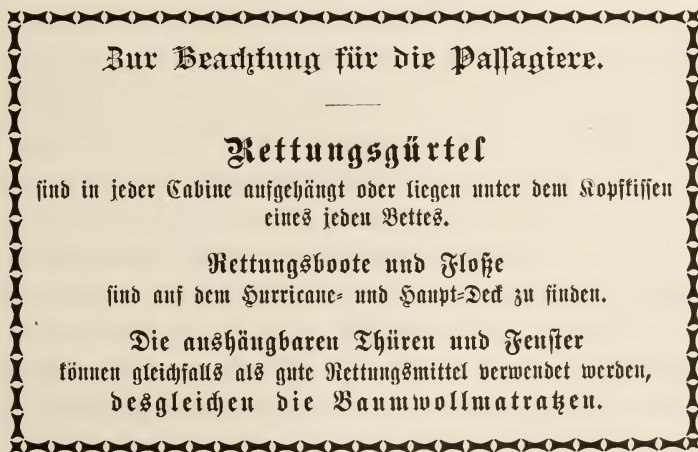 Zur Beachtung für die Passagiere.
Rettungsgürtel
sind in jeder Cabine aufgehängt oder liegen unter dem Kopfkissen
eines jeden Bettes.
Rettungsboote und Floße
sind auf dem Hurricane- und Haupt-Deck zu finden.
Die aushängbaren Thüren und Fenster
können gleichfalls als gute Rettungsmittel verwendet werden,
desgleichen die Baumwollmatratzen.